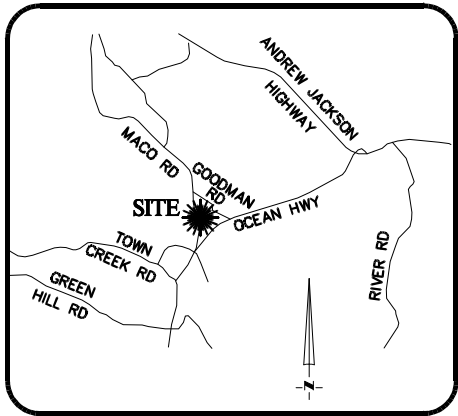 ANDREW JACKSON
HIGHWAY
MACO RD
GOODMAN
RD
SITE
OCEAN HWY
TOWN
CREEK RD
GREEN
HILL RD
RIVER RD
N